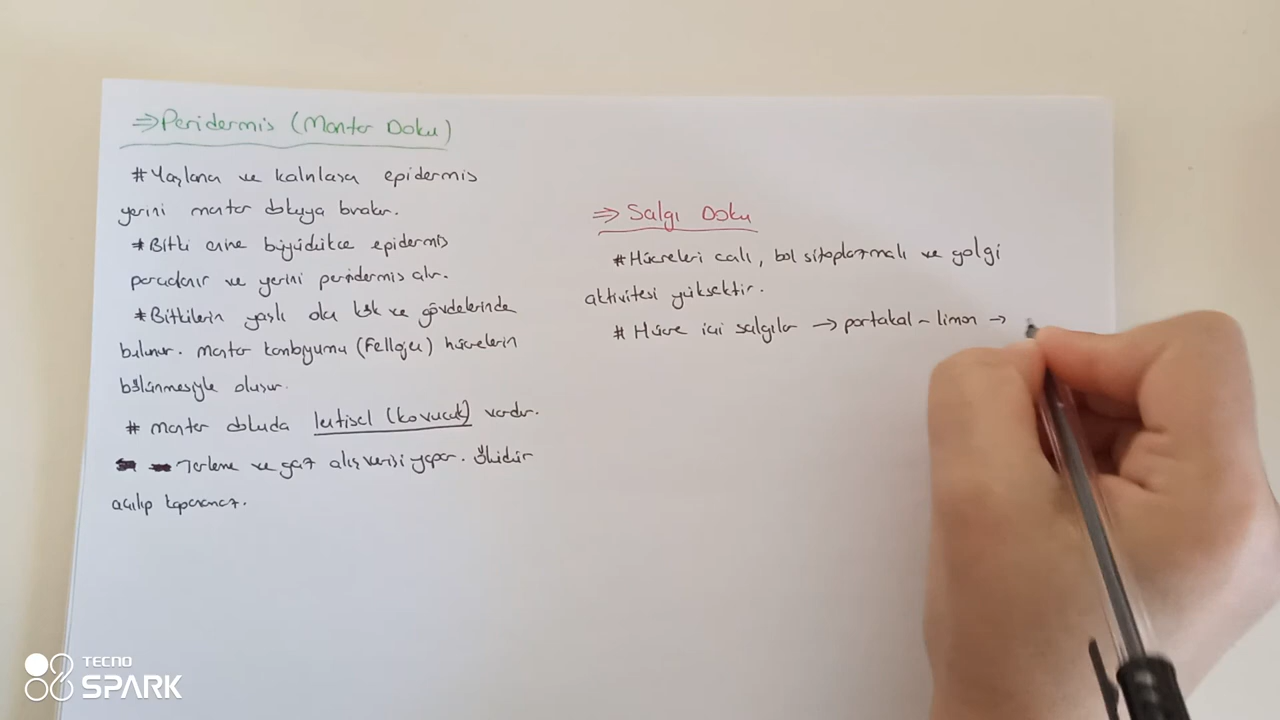 ⇒ Peridermis (Mantar Doku)
# Yaşlana ve kalınlaşan epidermis
yerini mantar dokuya bırakır.
* Bitki enine büyüdükçe epidermis
parçalanır ve yerini peridermis alır.
* Bitkilerin yaşlı olan kök ve gövdelerinde
bulunur. mantar kambiyumu (Fellojen) hücrelerin
bölünmesiyle oluşur.
# mantar dokuda lentisel (kovucuk) vardır.
- Terleme ve gaz alışverisi yapar. Ölüdür
açılıp kapanamaz.
⇒ Salgı Doku
# Hücreleri canlı, bol sitoplazmalı ve golgi
aktivitesi yüksektir.
# Hücre içi salgılar → portakal - limon →
TECNO
SPARK